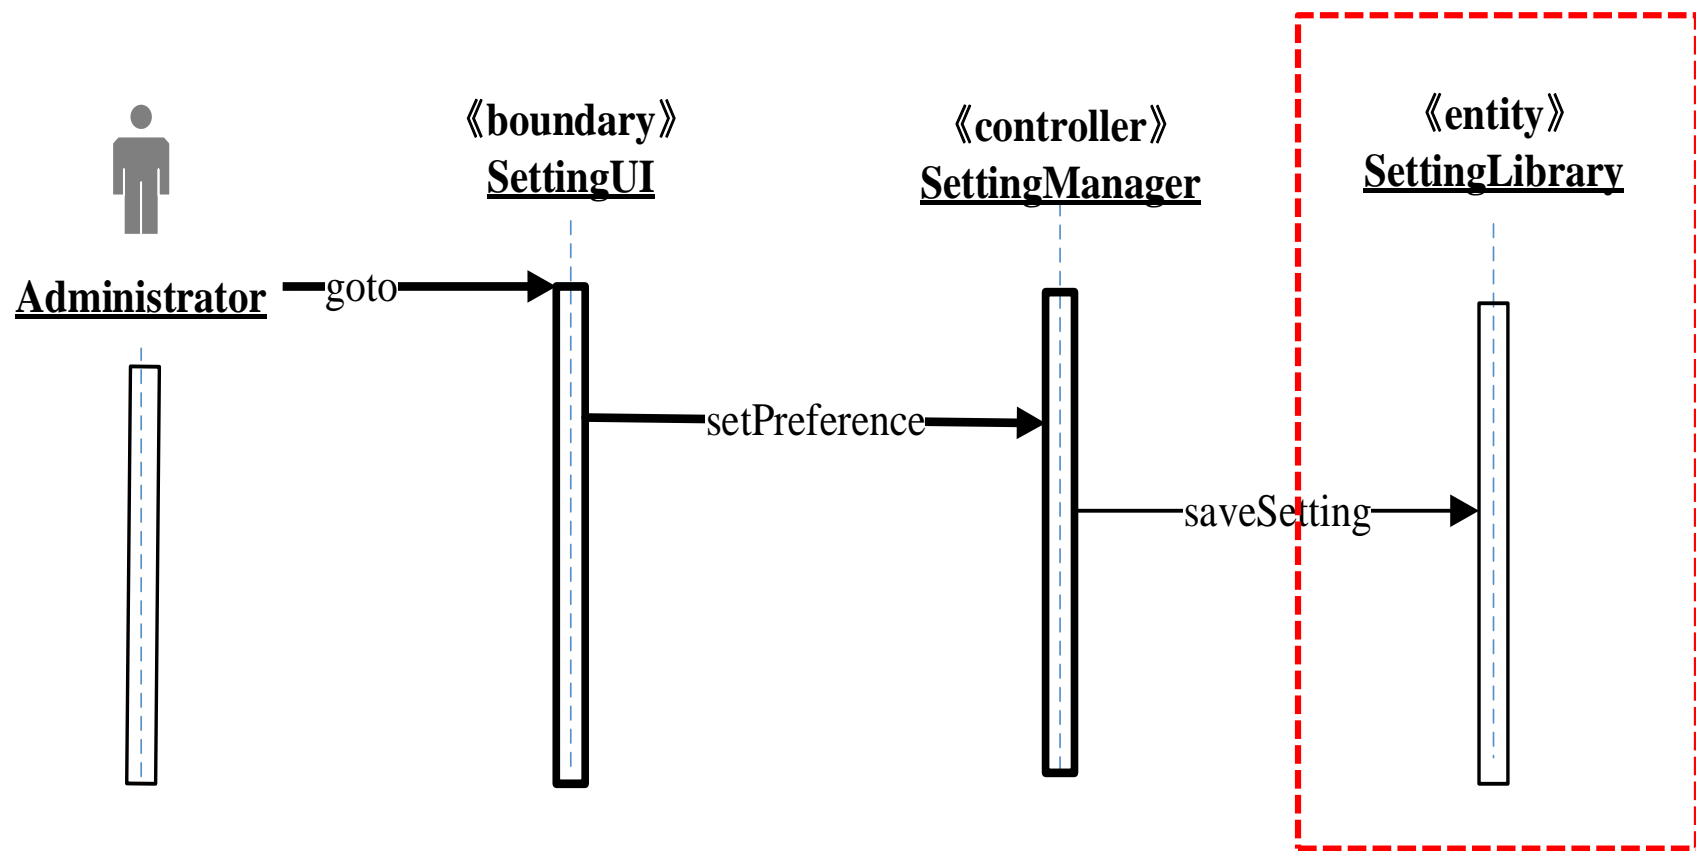 《boundary》
SettingUI
《controller》
SettingManager
《entity》
SettingLibrary
Administrator
goto
setPreference
saveSetting